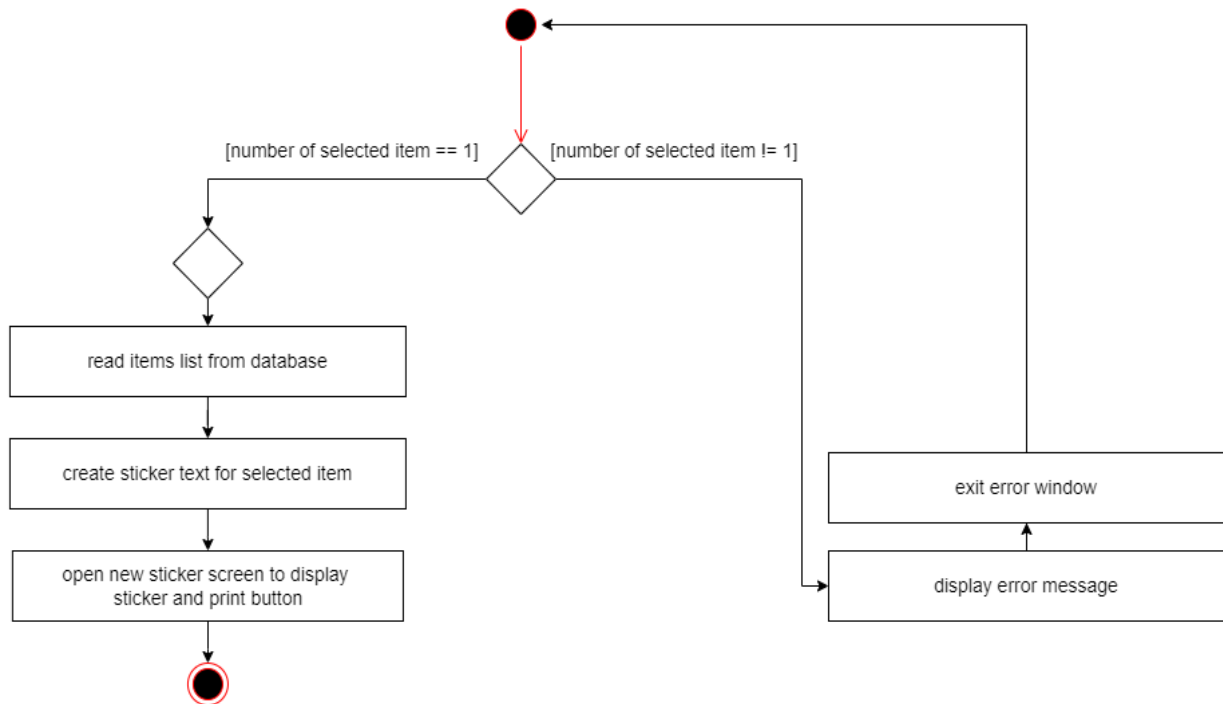 [number of selected item == 1]
[number of selected item != 1]
read items list from database
create sticker text for selected item
exit error window
open new sticker screen to display
sticker and print button
display error message